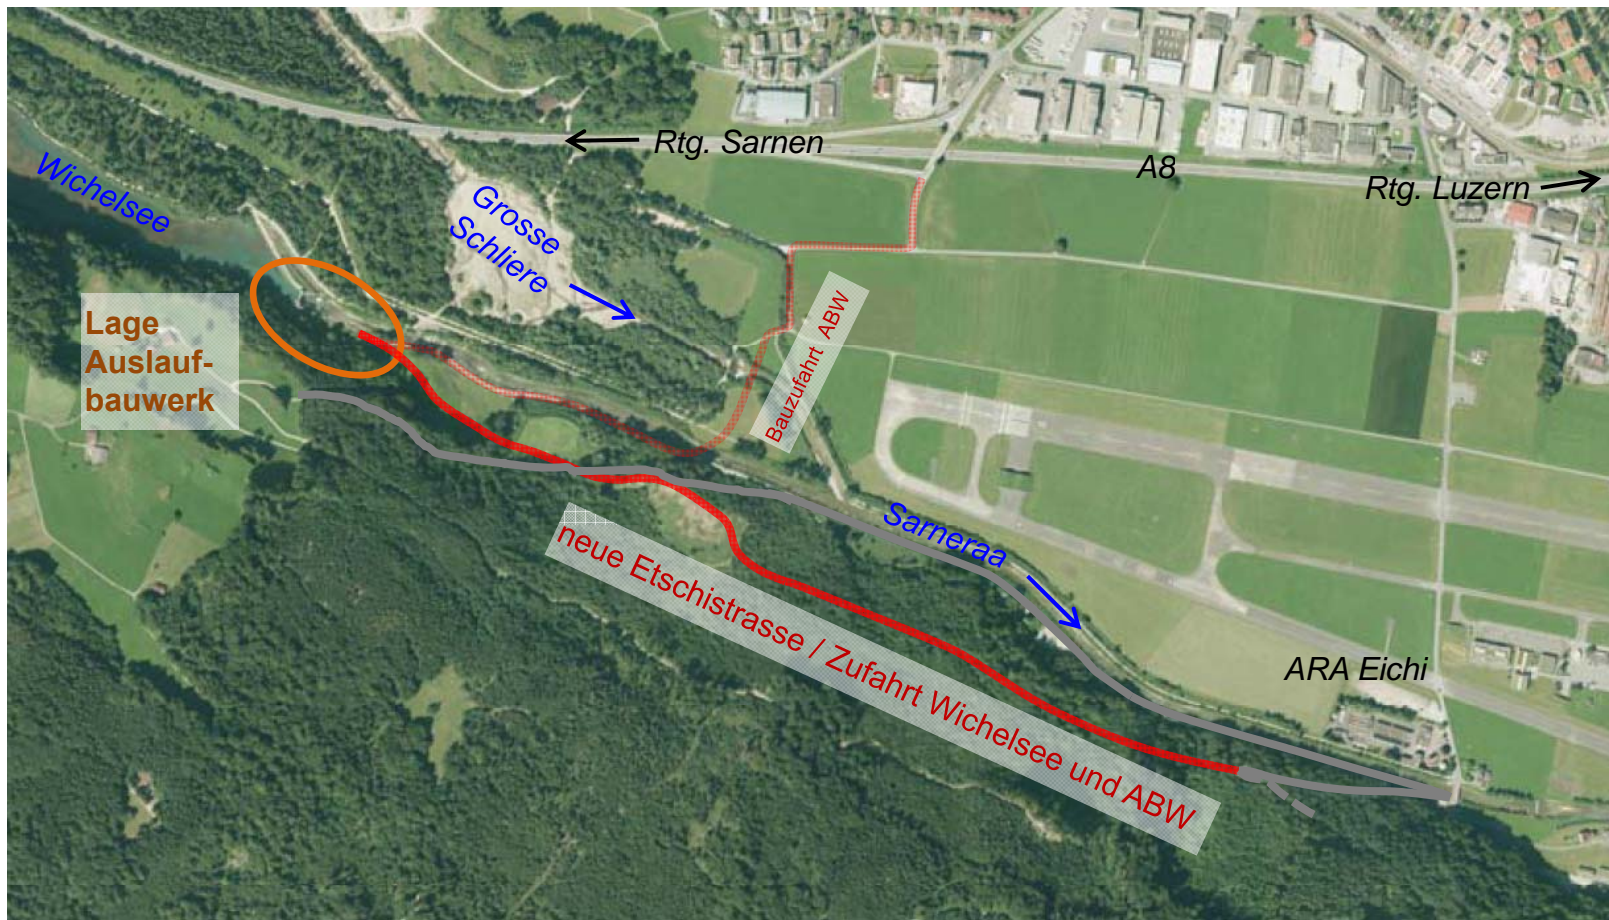 Rtg. Sarnen
A8
Rtg. Luzern
Wichelsee
Grosse
Schliere
Lage
Auslauf-
bauwerk
Bauzufahrt ABW
Sarneraa
neue Etschistrasse / Zufahrt Wichelsee und ABW
ARA Eichi